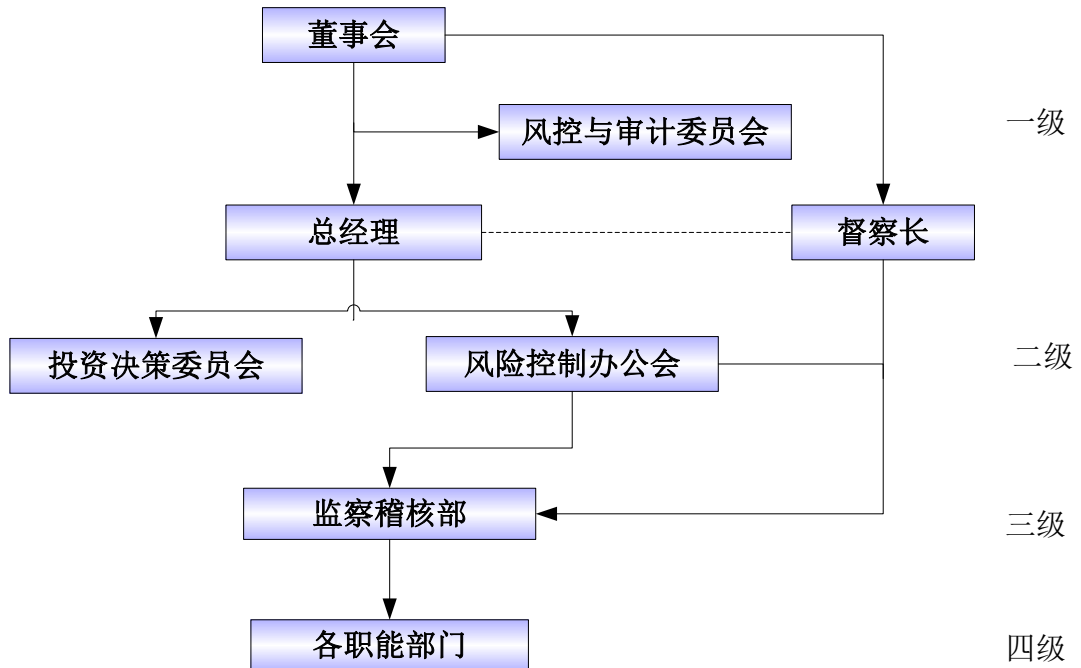 董事会
风控与审计委员会
一级
总经理
督察长
投资决策委员会
风险控制办公会
二级
监察稽核部
三级
各职能部门
四级